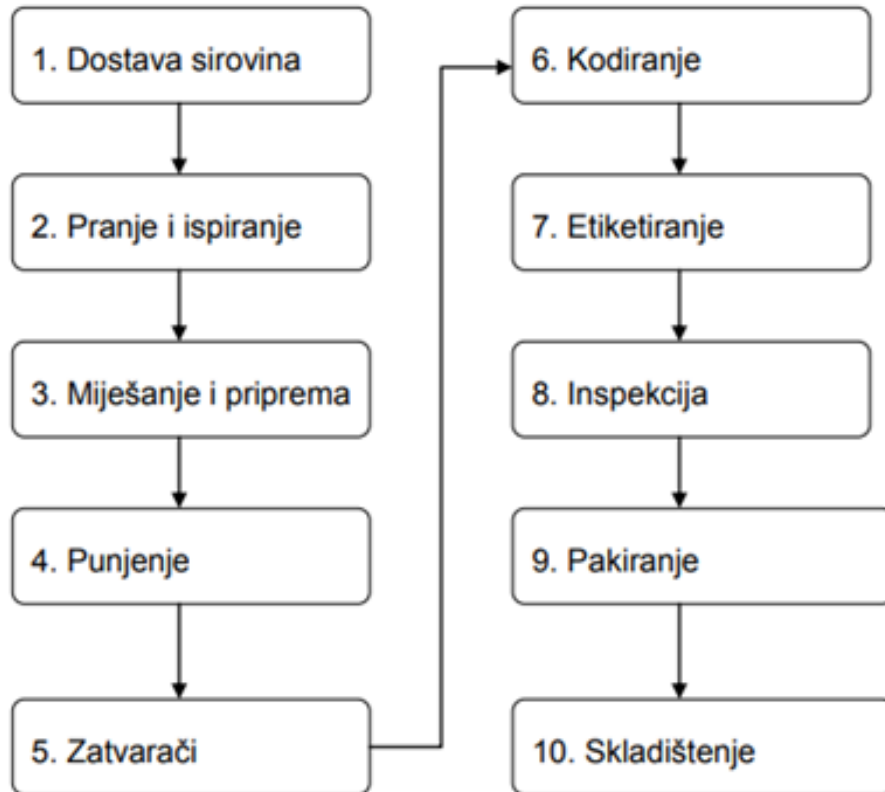 1. Dostava sirovina
2. Pranje i ispiranje
3. Miješanje i priprema
4. Punjenje
5. Zatvarači
6. Kodiranje
7. Etiketiranje
8. Inspekcija
9. Pakiranje
10. Skladištenje